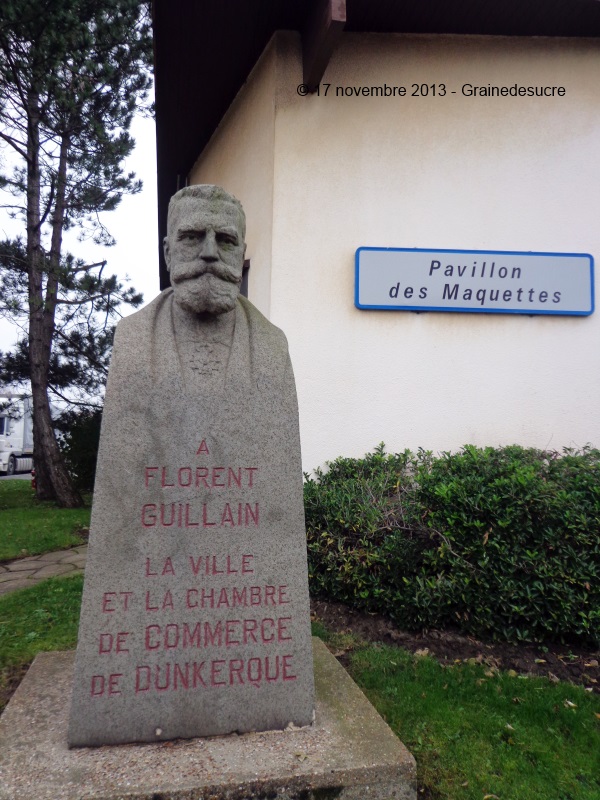 © 17 novembre 2013 - Grainedesucre
Pavillon
des Maquettes
A
FLORENT
GUILLAIN
LA VILLE
ET LA CHAMBRE
DE COMMERCE
DE DUNKERQUE